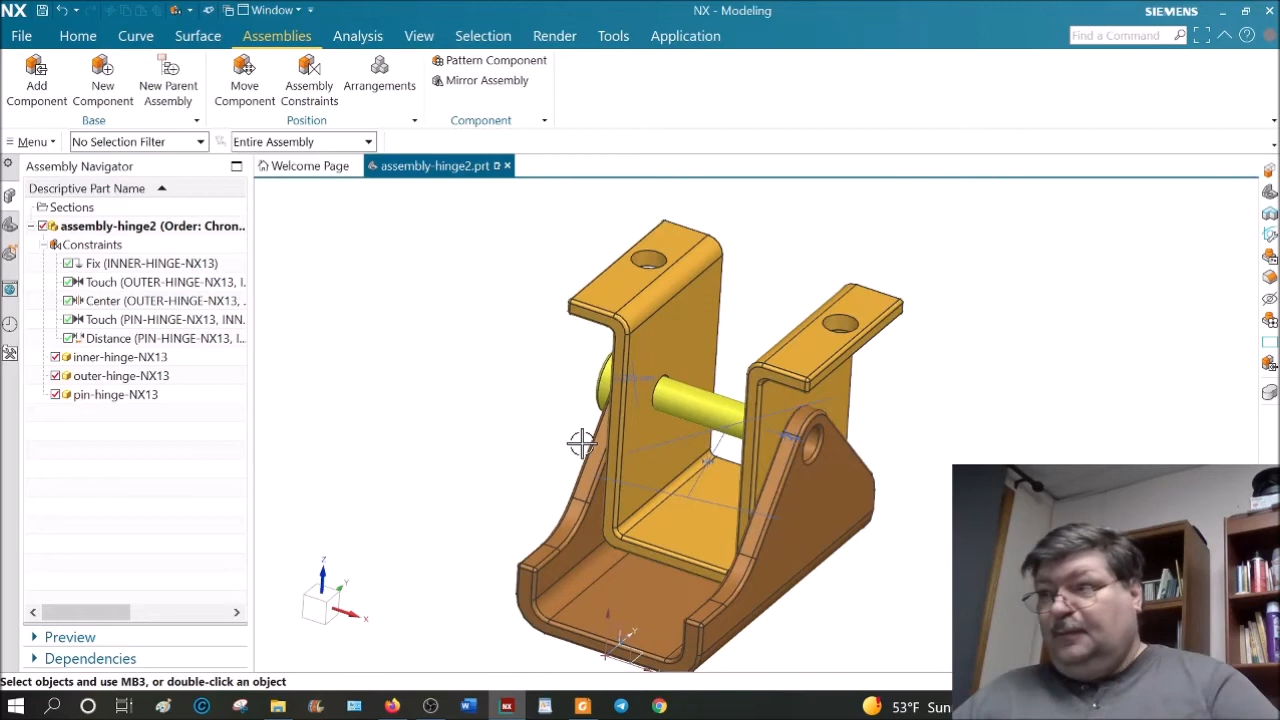 NX Window NX - Modeling SIEMENS
File Home Curve Surface Assemblies Analysis View Selection Render Tools Application Find a Command
Add Component New Component New Parent Assembly Move Component Assembly Constraints Arrangements Pattern Component
Mirror Assembly
Base Position Component
Menu No Selection Filter Entire Assembly
Assembly Navigator Welcome Page assembly-hinge2.prt
Descriptive Part Name
Sections
assembly-hinge2 (Order: Chron..
Constraints
Fix (INNER-HINGE-NX13)
Touch (OUTER-HINGE-NX13, I.
Center (OUTER-HINGE-NX13, .
Touch (PIN-HINGE-NX13, INN.
Distance (PIN-HINGE-NX13, I..
inner-hinge-NX13
outer-hinge-NX13
pin-hinge-NX13
Z
Y
X
Y
Preview
Dependencies
Select objects and use MB3, or double-click an object
53°F Sun